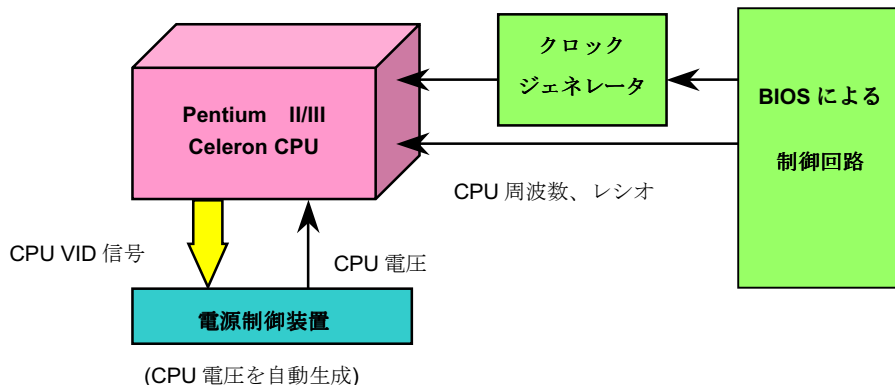 クロック
ジェネレータ
Pentium II/III
Celeron CPU
BIOS による
制御回路
CPU 周波数、レシオ
CPU VID 信号
CPU 電圧
電源制御装置
(CPU 電圧を自動生成)